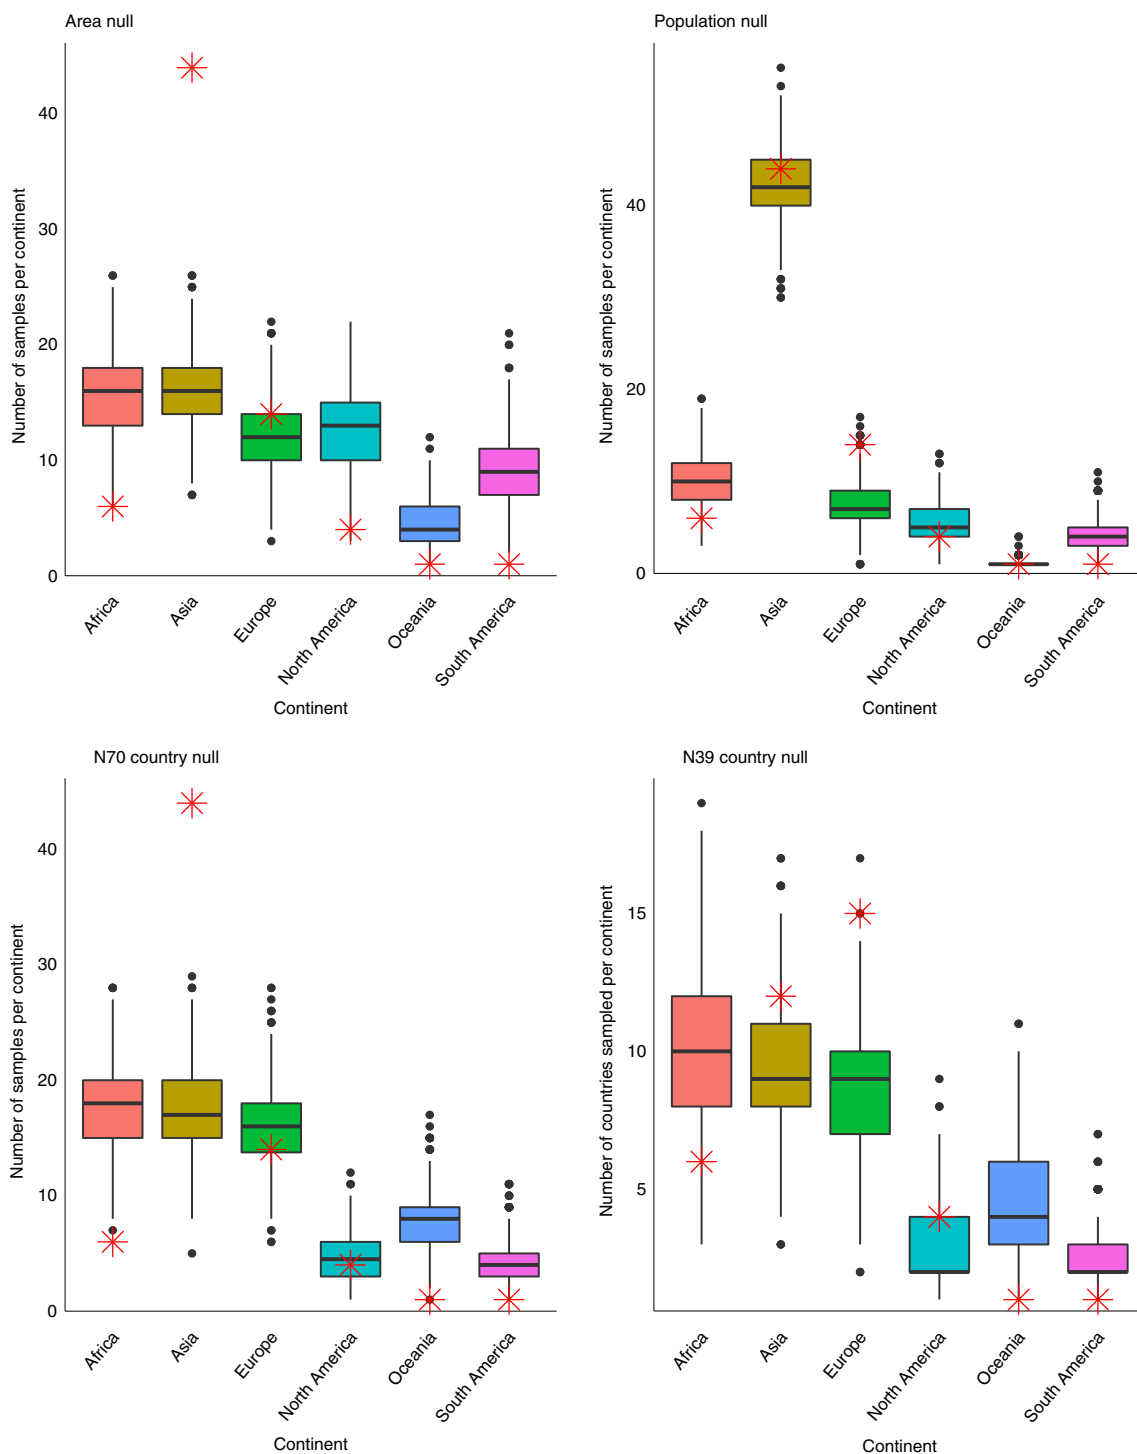 Area null
Number of samples per continent
40
30
20
10
0
Africa
Asia
Europe
North America
Oceania
South America
Continent
Population null
Number of samples per continent
40
20
0
Africa
Asia
Europe
North America
Oceania
South America
Continent
N70 country null
Number of samples per continent
40
30
20
10
0
Africa
Asia
Europe
North America
Oceania
South America
Continent
N39 country null
Number of countries sampled per continent
15
10
5
Africa
Asia
Europe
North America
Oceania
South America
Continent